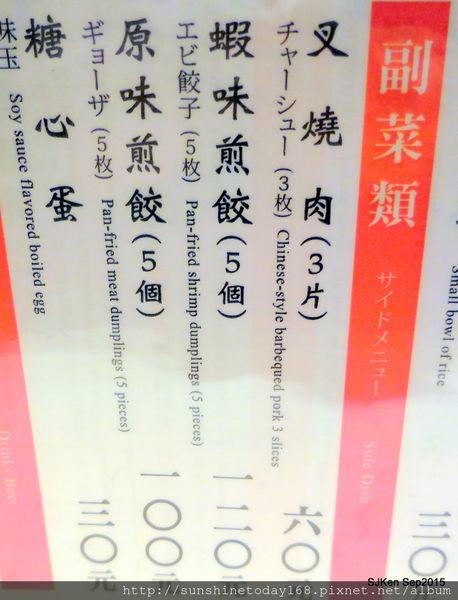 Small bowl of rice
三〇
副菜類
サイドメニュー
Side Dish
叉燒肉(3片)
六〇
チャーシュー(3枚) Chinese-style barbequed pork 3 slices
蝦味煎餃(5個)
一二〇元
エビ餃子(5枚) Pan-fried shrimp dumplings (5 pieces)
原味煎餃(5個)
一〇〇元
ギョーザ(5枚) Pan-fried meat dumplings (5 pieces)
糖心蛋
三〇元
味玉 Soy sauce flavored boiled egg
Drinks Beer
SJKen Sep2015
http://sunshinetoday168.pixnet.net/album